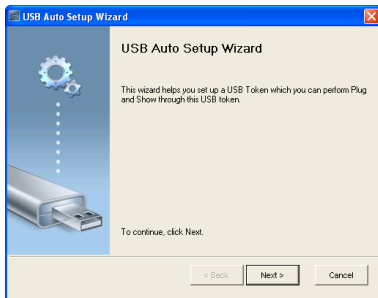 USB Auto Setup Wizard
USB Auto Setup Wizard
This wizard helps you set up a USB Token which you can perform Plug
and Show through this USB token.
To continue, click Next.
< Back Next > Cancel